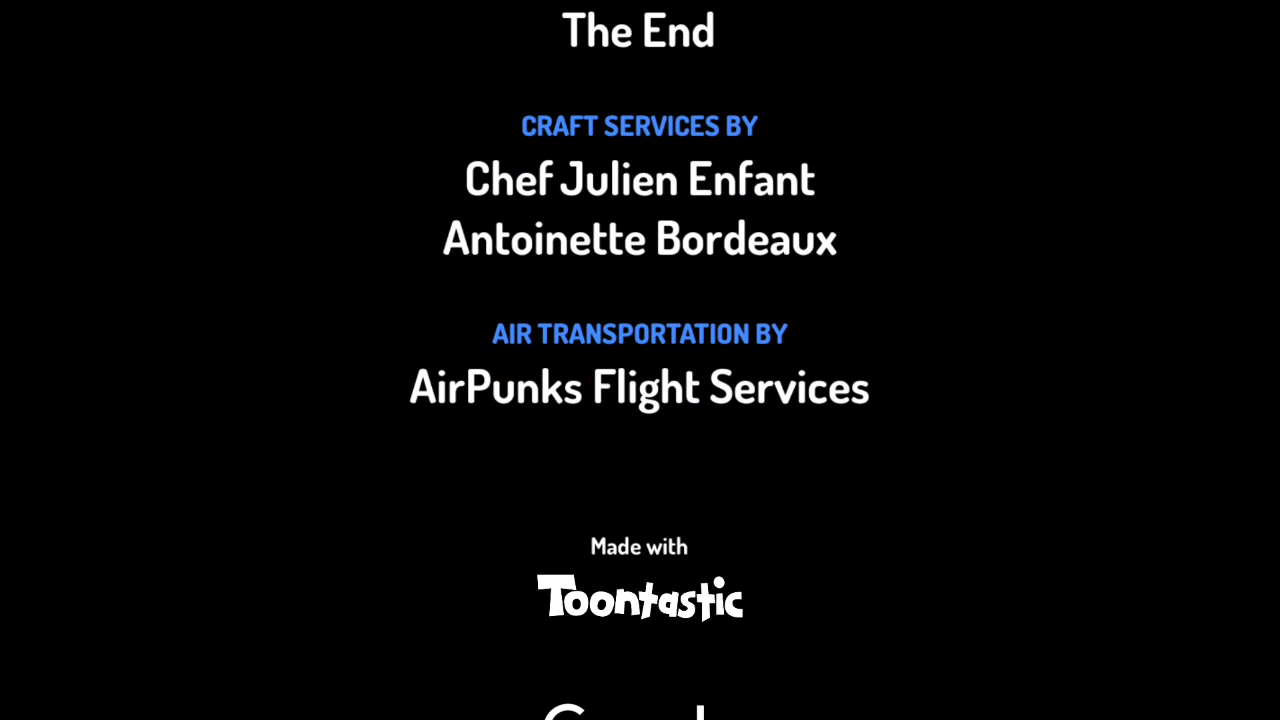 The End
CRAFT SERVICES BY
Chef Julien Enfant
Antoinette Bordeaux
AIR TRANSPORTATION BY
AirPunks Flight Services
Made with
Toontastic